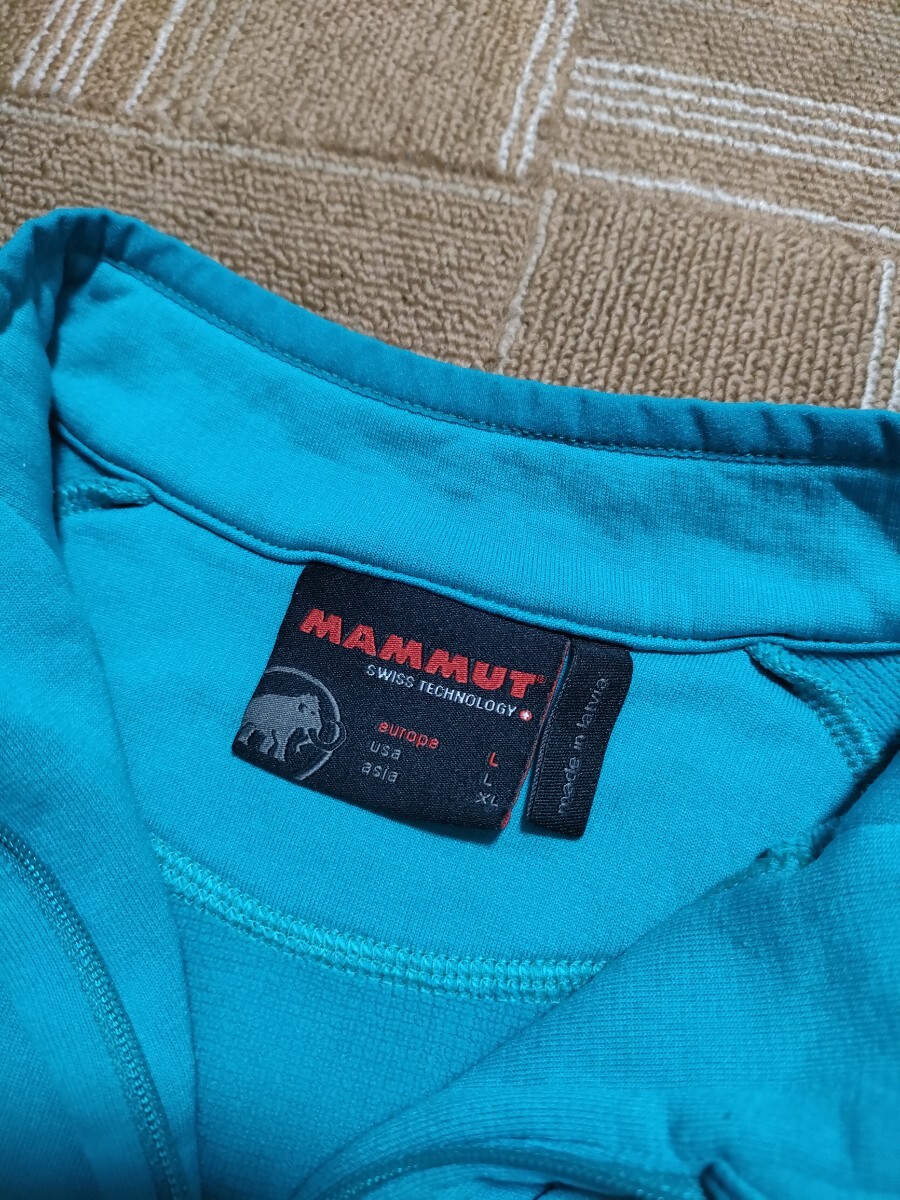 MAMMUT®
SWISS TECHNOLOGY
europe L
usa L
asia XL
made in latvia